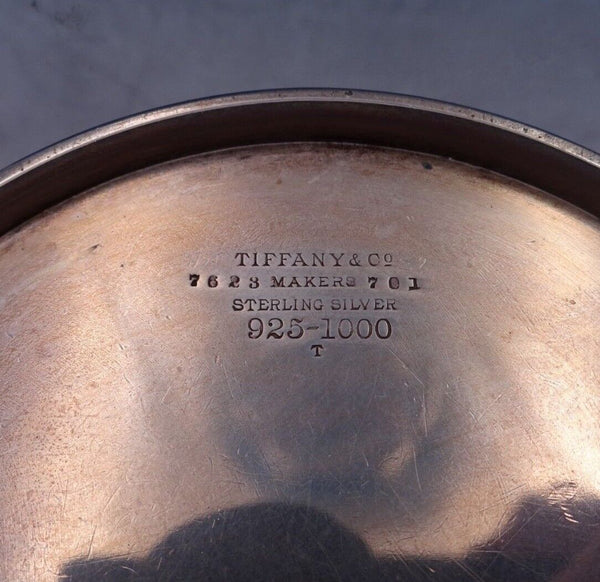 TIFFANY & Cº
7623 MAKERS 701
STERLING SILVER
925-1000
T